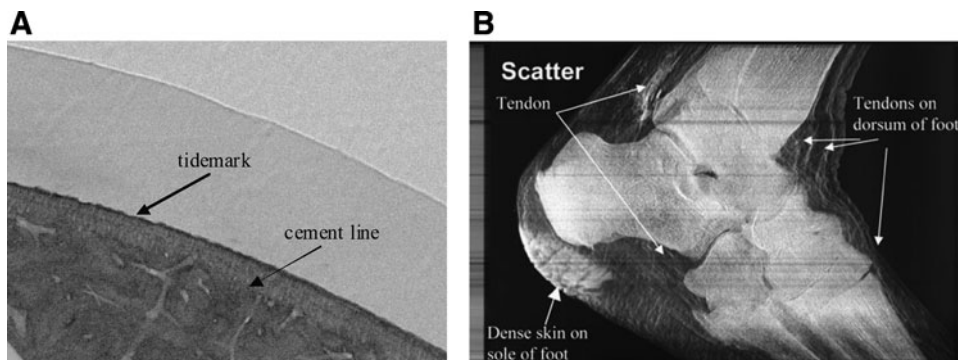 A
tidemark
cement line
B
Scatter
Tendon
Tendons on
dorsum of foot
Dense skin on
sole of foot